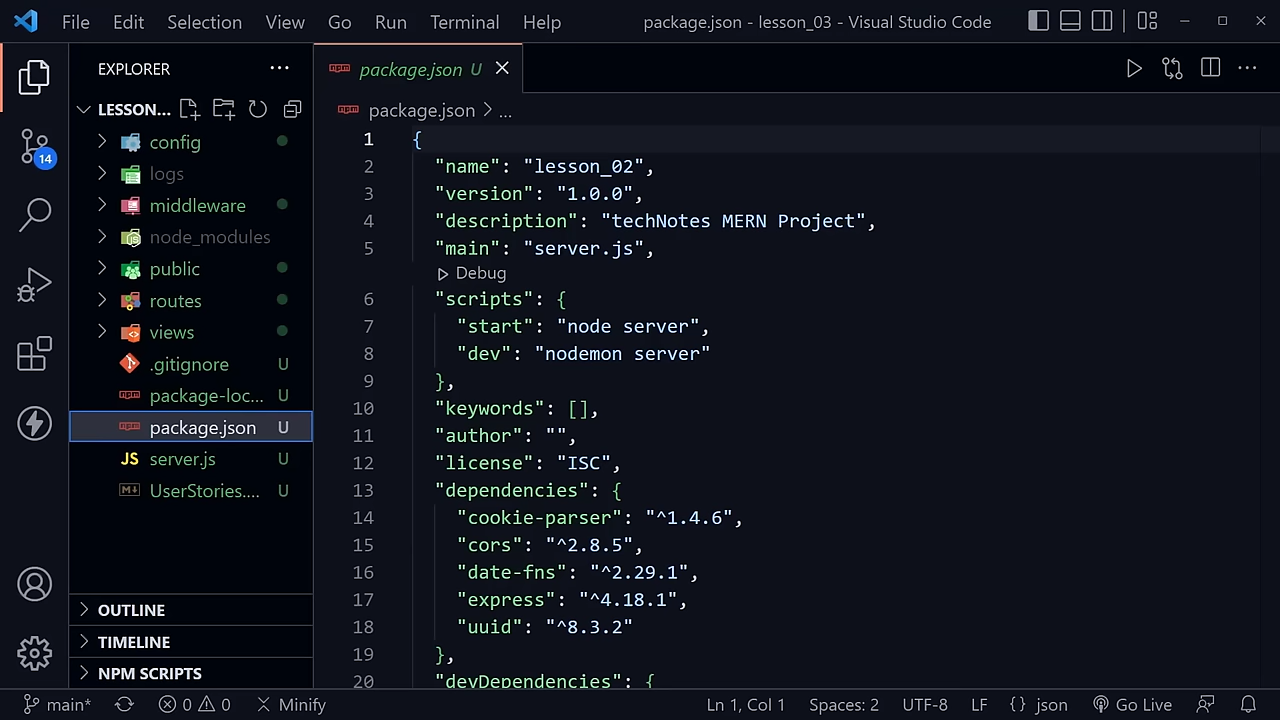 File Edit Selection View Go Run Terminal Help package.json - lesson_03 - Visual Studio Code
EXPLORER
LESSON...
config
logs
middleware
node_modules
public
routes
views
.gitignore U
package-loc... U
package.json U
JS server.js U
UserStories.... U
OUTLINE
TIMELINE
NPM SCRIPTS
14
package.json U
package.json > ...
1 {
2 "name": "lesson_02",
3 "version": "1.0.0",
4 "description": "techNotes MERN Project",
5 "main": "server.js",
Debug
6 "scripts": {
7 "start": "node server",
8 "dev": "nodemon server"
9 },
10 "keywords": [],
11 "author": "",
12 "license": "ISC",
13 "dependencies": {
14 "cookie-parser": "^1.4.6",
15 "cors": "^2.8.5",
16 "date-fns": "^2.29.1",
17 "express": "^4.18.1",
18 "uuid": "^8.3.2"
19 },
20 "devDependencies": {
main* 0 0 Minify Ln 1, Col 1 Spaces: 2 UTF-8 LF {} json Go Live